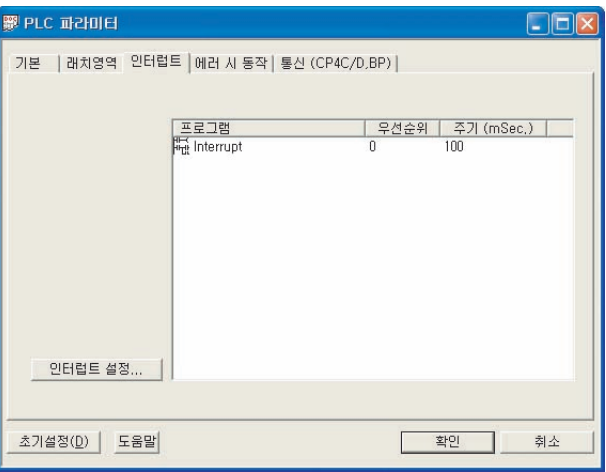 PLC 파라미터
기본 래치영역 인터럽트 에러 시 동작 통신 (CP4C/D,BP)
프로그램 우선순위 주기 (mSec,)
Interrupt 0 100
인터럽트 설정...
초기설정(D) 도움말 확인 취소